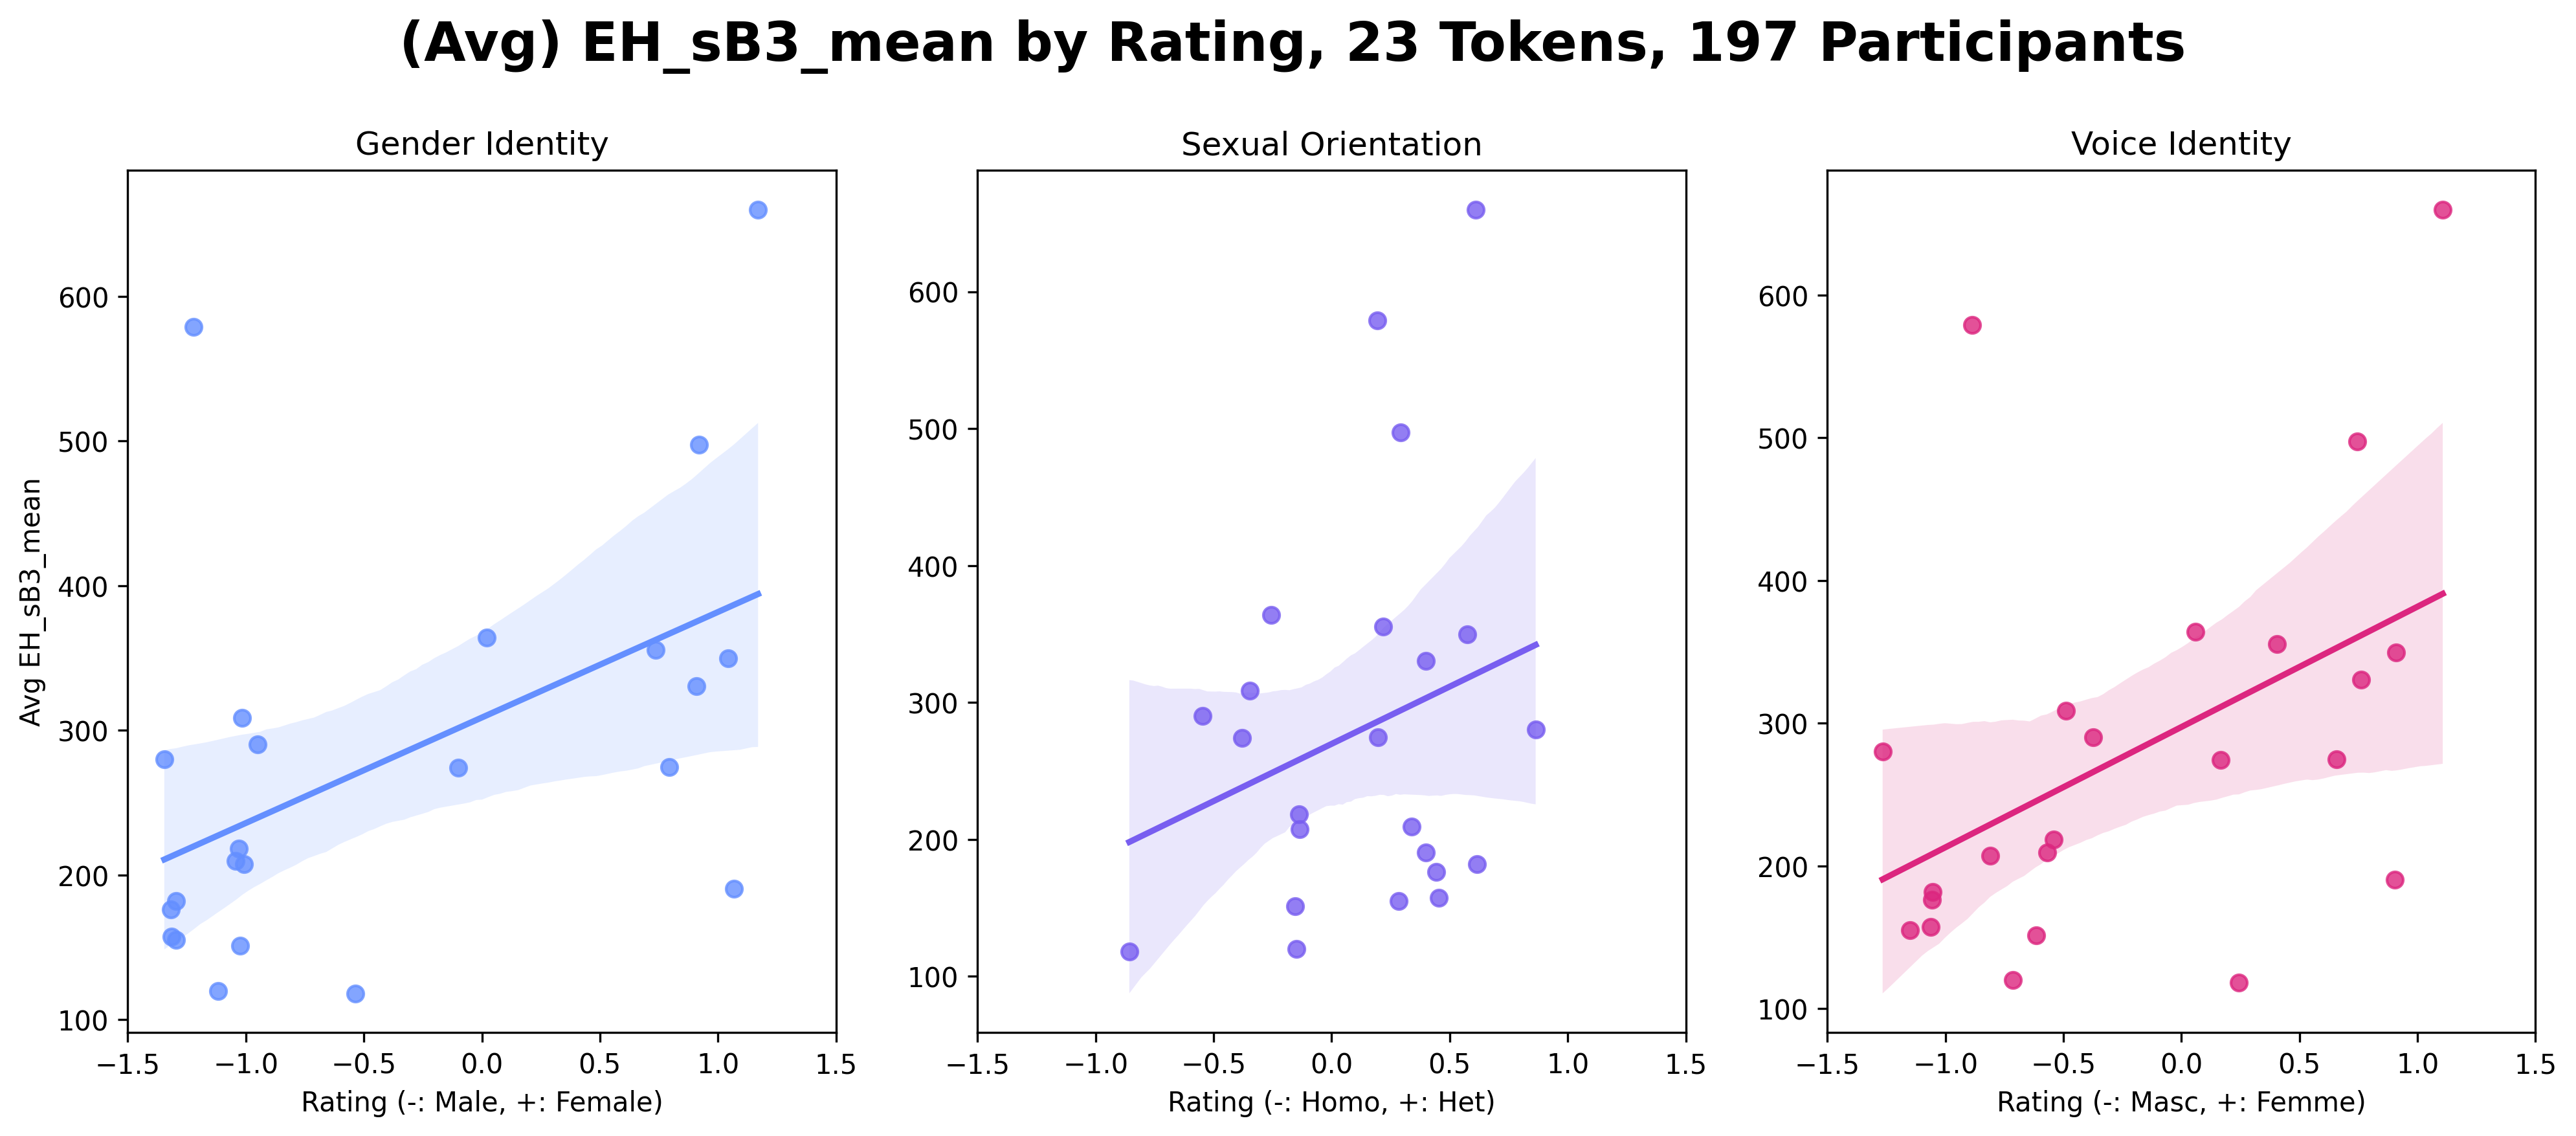 (Avg) EH_sB3_mean by Rating, 23 Tokens, 197 Participants
Gender Identity
Avg EH_sB3_mean
600
500
400
300
200
100
−1.5 −1.0 −0.5 0.0 0.5 1.0 1.5
Rating (-: Male, +: Female)
Sexual Orientation
600
500
400
300
200
100
−1.5 −1.0 −0.5 0.0 0.5 1.0 1.5
Rating (-: Homo, +: Het)
Voice Identity
600
500
400
300
200
100
−1.5 −1.0 −0.5 0.0 0.5 1.0 1.5
Rating (-: Masc, +: Femme)